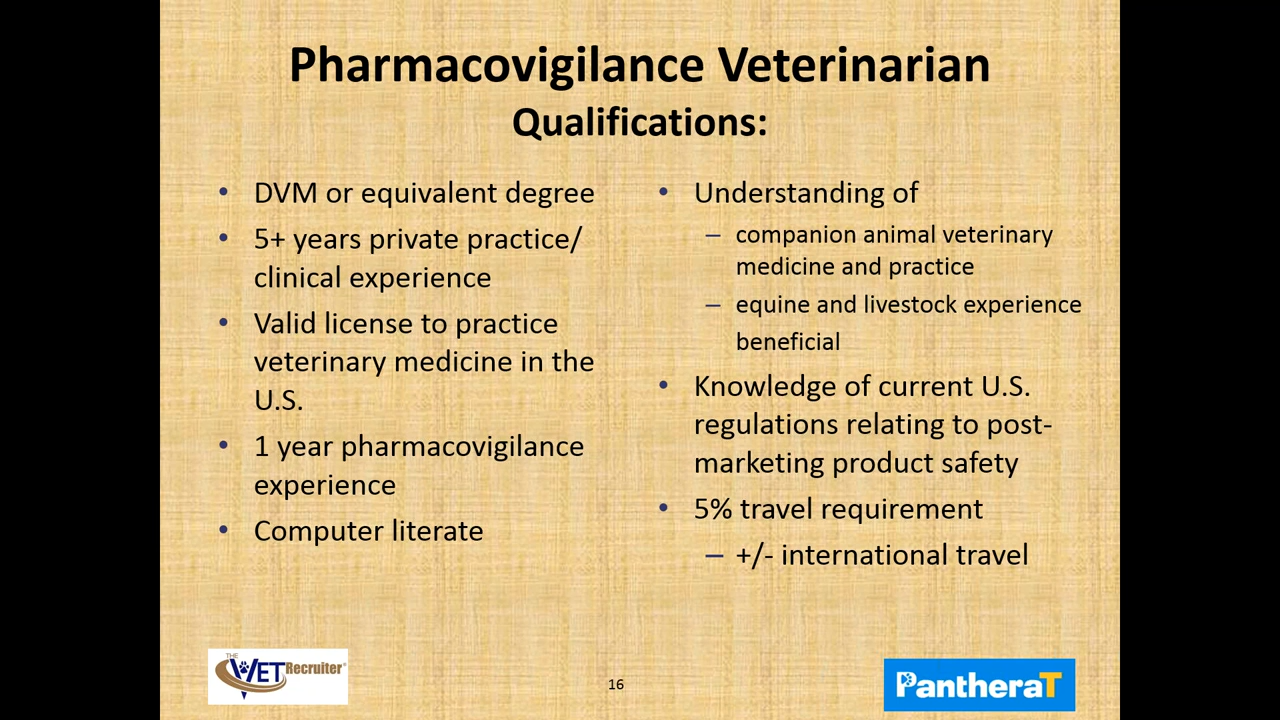 Pharmacovigilance Veterinarian
Qualifications:
• DVM or equivalent degree
• 5+ years private practice/
clinical experience
• Valid license to practice
veterinary medicine in the
U.S.
• 1 year pharmacovigilance
experience
• Computer literate
• Understanding of
– companion animal veterinary
medicine and practice
– equine and livestock experience
beneficial
• Knowledge of current U.S.
regulations relating to post-
marketing product safety
• 5% travel requirement
– +/- international travel
THE
VET Recruiter®
16
PantheraT